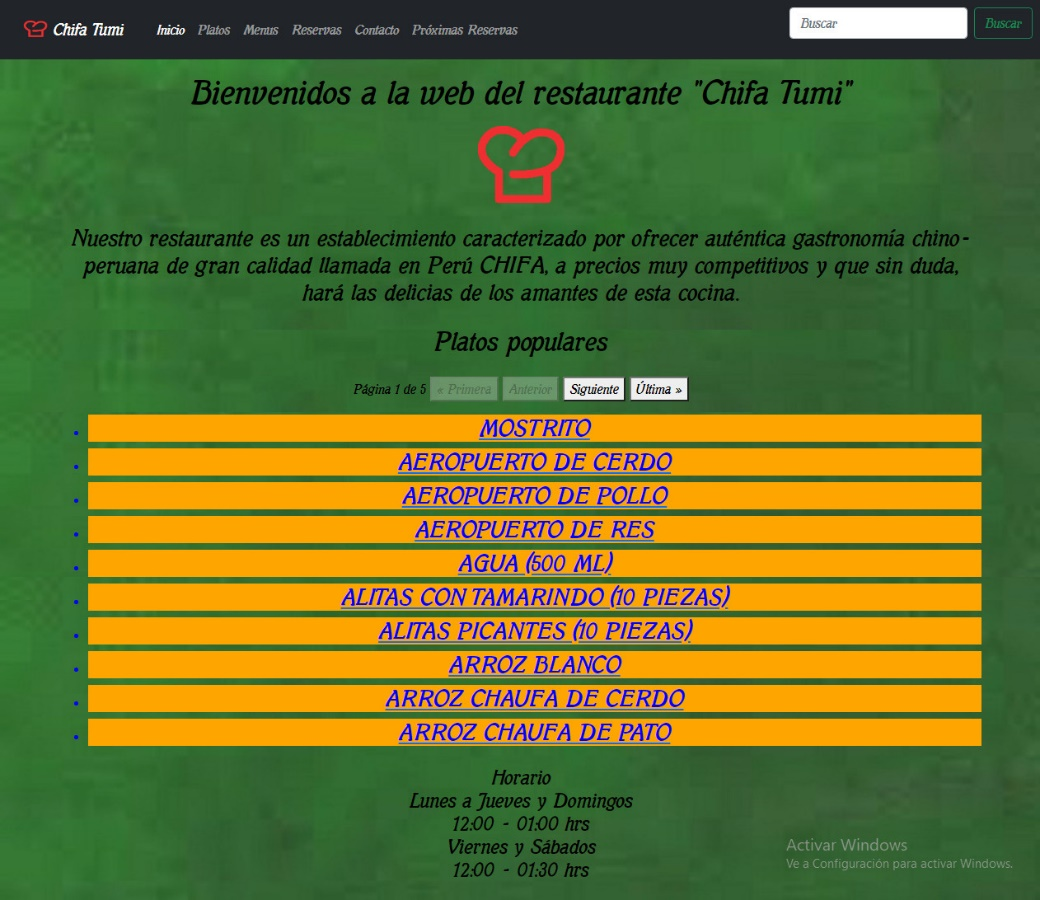 Chifa Tumi Inicio Platos Menus Reservas Contacto Próximas Reservas Buscar Buscar
Bienvenidos a la web del restaurante "Chifa Tumi"
Nuestro restaurante es un establecimiento caracterizado por ofrecer auténtica gastronomía chino-
peruana de gran calidad llamada en Perú CHIFA, a precios muy competitivos y que sin duda,
hará las delicias de los amantes de esta cocina.
Platos populares
Página 1 de 5 « Primera Anterior Siguiente Última »
MOSTRITO
AEROPUERTO DE CERDO
AEROPUERTO DE POLLO
AEROPUERTO DE RES
AGUA (500 ML)
ALITAS CON TAMARINDO (10 PIEZAS)
ALITAS PICANTES (10 PIEZAS)
ARROZ BLANCO
ARROZ CHAUFA DE CERDO
ARROZ CHAUFA DE PATO
Horario
Lunes a Jueves y Domingos
12:00 - 01:00 hrs
Viernes y Sábados
12:00 - 01:30 hrs
Activar Windows
Ve a Configuración para activar Windows.